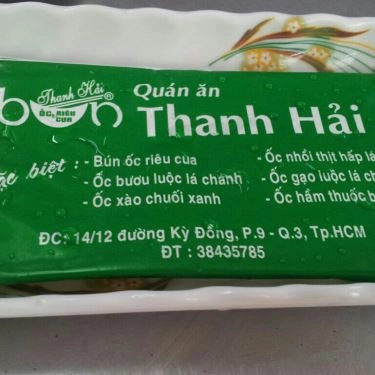 Thanh Hải
bún®
ỐC, RIÊU
CUA
Quán ăn
Thanh Hải
biệt : - Bún ốc riêu cua
- Ốc bươu luộc lá chanh
- Ốc xào chuối xanh
- Ốc nhồi thịt hấp lá
- Ốc gạo luộc lá
- Ốc hầm thuốc
ĐC: 14/12 đường Kỳ Đồng, P.9 - Q.3, Tp.HCM
ĐT : 38435785